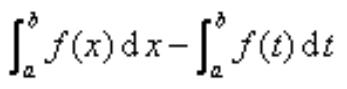 ∫_a^b f(x) dx − ∫_a^b f(t) dt